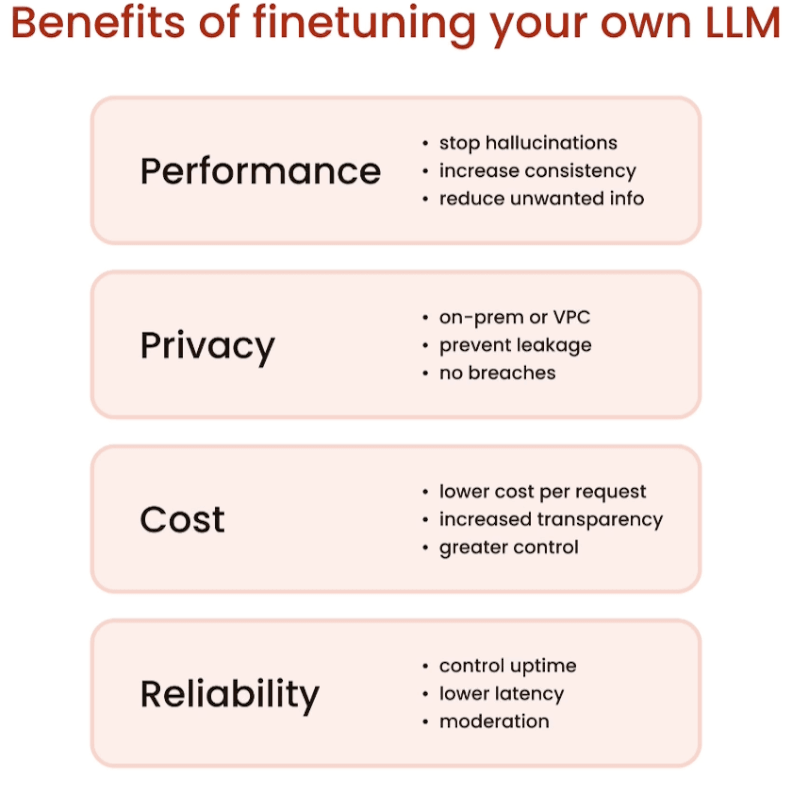 Benefits of finetuning your own LLM
Performance
• stop hallucinations
• increase consistency
• reduce unwanted info
Privacy
• on-prem or VPC
• prevent leakage
• no breaches
Cost
• lower cost per request
• increased transparency
• greater control
Reliability
• control uptime
• lower latency
• moderation